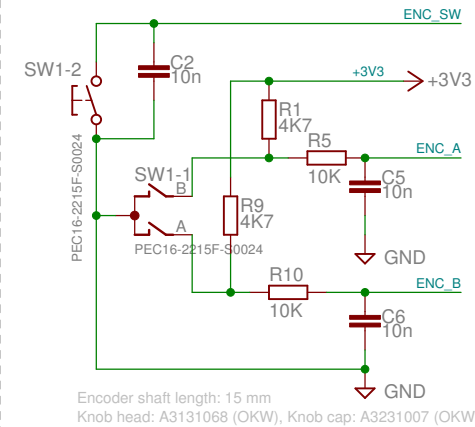 ENC_SW
C2
10n
SW1-2
+3V3
+3V3
R1
4K7
R5
10K
ENC_A
C5
10n
SW1-1
B
A
PEC16-2215F-S0024
PEC16-2215F-S0024
R9
4K7
GND
R10
10K
ENC_B
C6
10n
GND
Encoder shaft length: 15 mm
Knob head: A3131068 (OKW), Knob cap: A3231007 (OKW